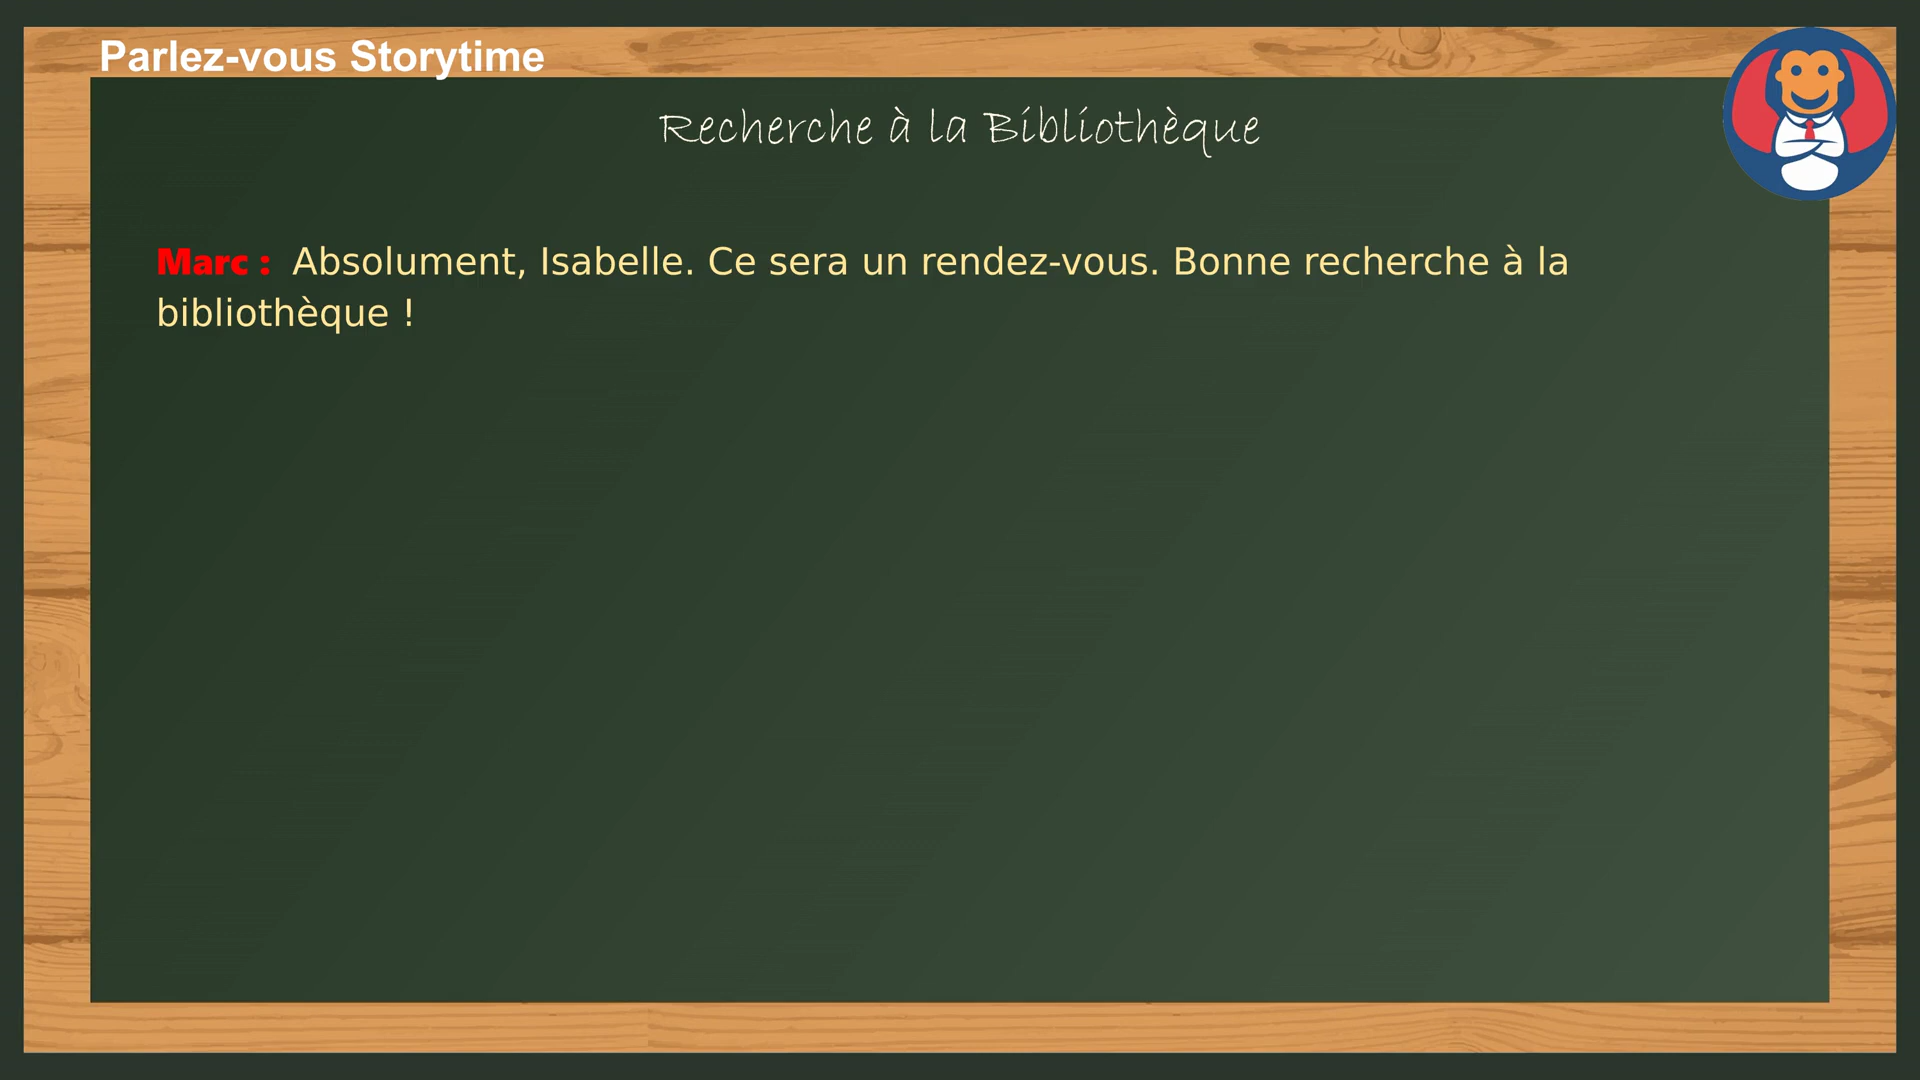 Parlez-vous Storytime
Recherche à la Bibliothèque
Marc : Absolument, Isabelle. Ce sera un rendez-vous. Bonne recherche à la
bibliothèque !